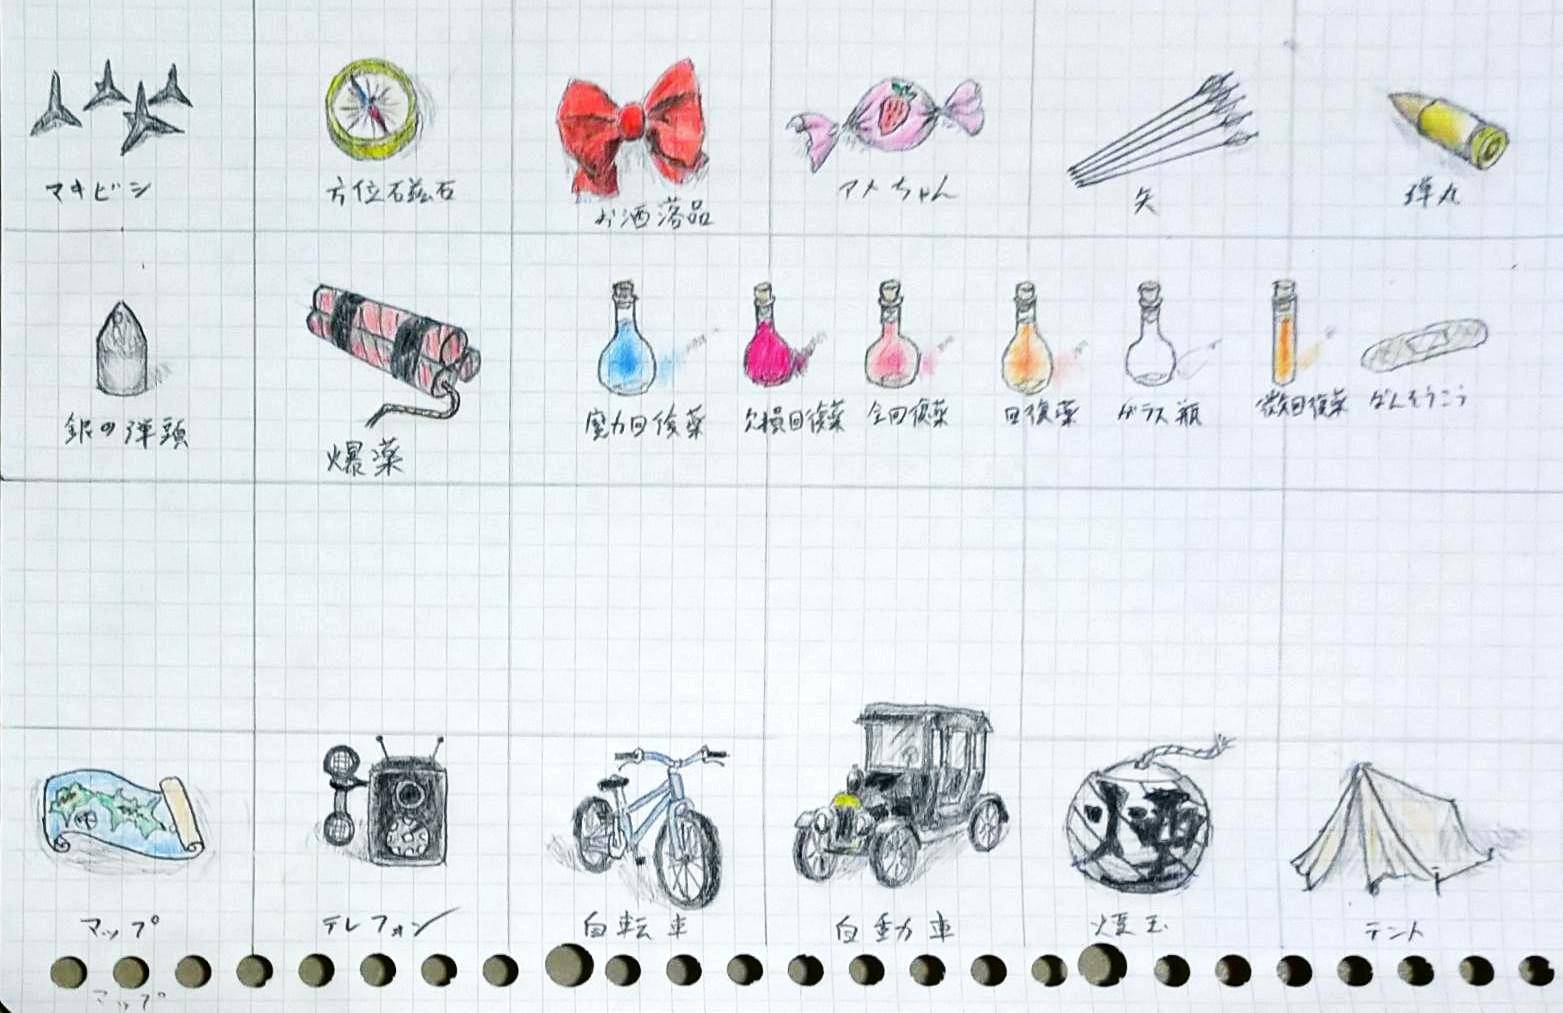 マキビシ
方位磁石
お洒落品
アメちゃん
矢
弾丸
銀の弾頭
爆薬
魔力回復薬
欠損回復薬
全回復薬
回復薬
ガラス瓶
微回復薬
ばんそうこう
マップ
テレフォン
自転車
自動車
煙玉
テント
マップ